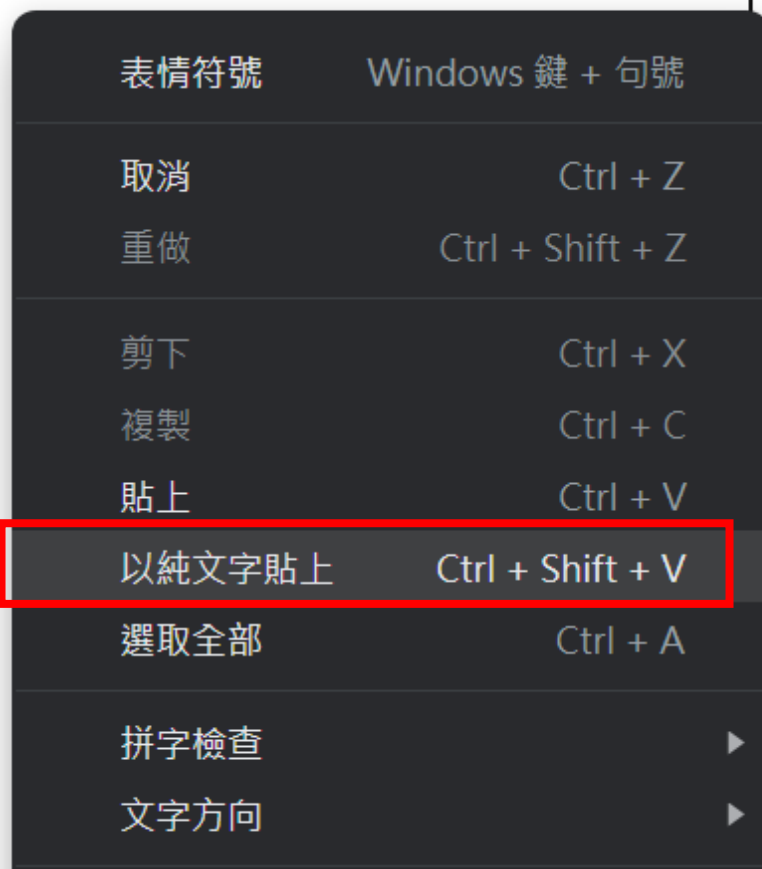 表情符號 Windows 鍵 + 句號
取消 Ctrl + Z
重做 Ctrl + Shift + Z
剪下 Ctrl + X
複製 Ctrl + C
貼上 Ctrl + V
以純文字貼上 Ctrl + Shift + V
選取全部 Ctrl + A
拼字檢查
文字方向